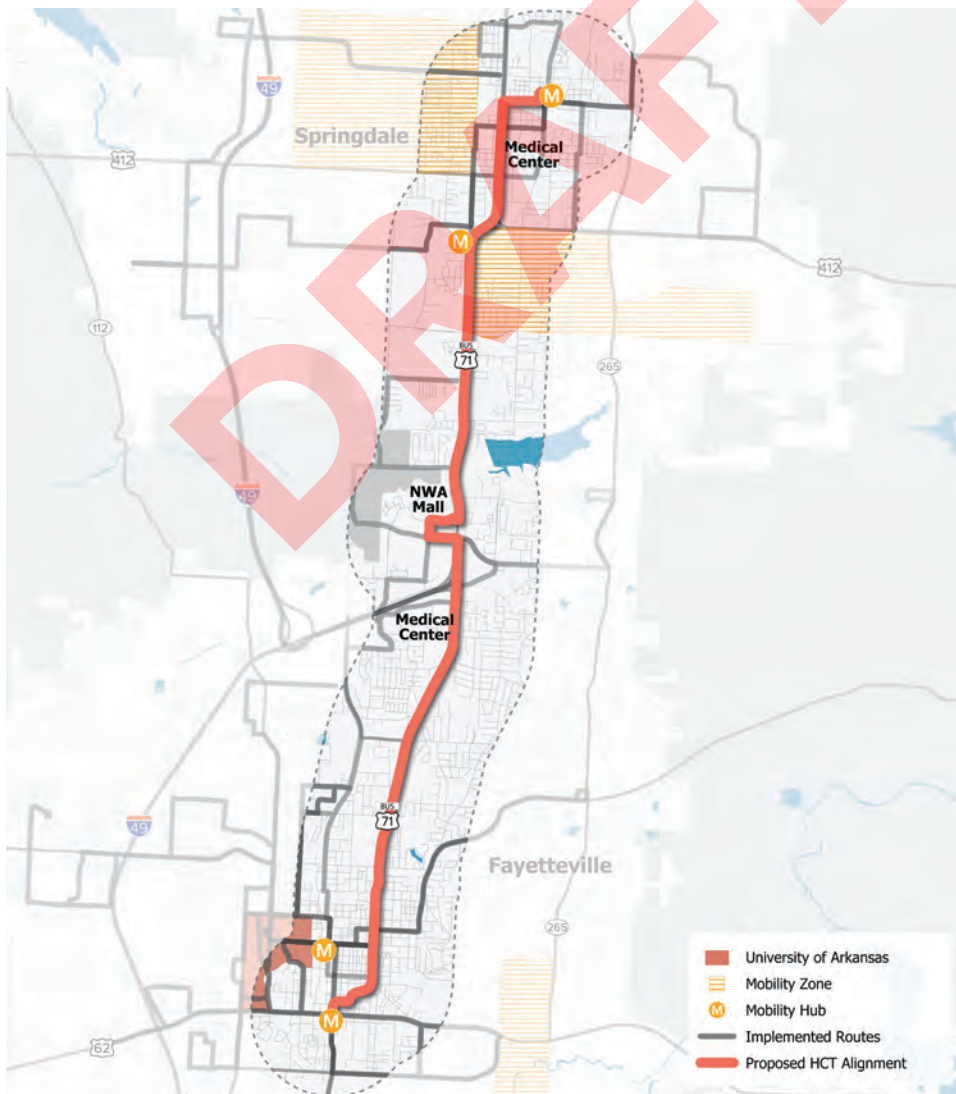 DRAFT
49
Springdale
M
412
Medical
Center
M
412
112
BUS
71
265
49
NWA
Mall
Medical
Center
BUS
71
49
Fayetteville
265
M
M
62
University of Arkansas
Mobility Zone
M Mobility Hub
Implemented Routes
Proposed HCT Alignment